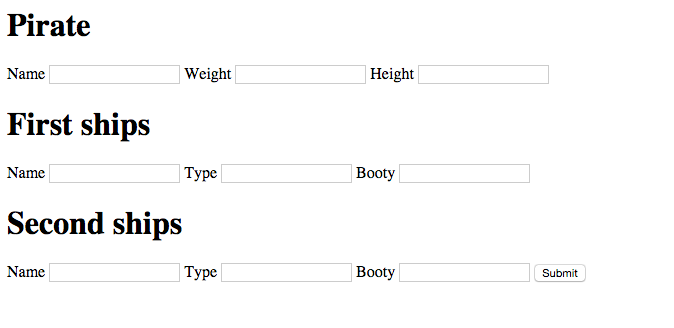 Pirate
Name Weight Height
First ships
Name Type Booty
Second ships
Name Type Booty Submit